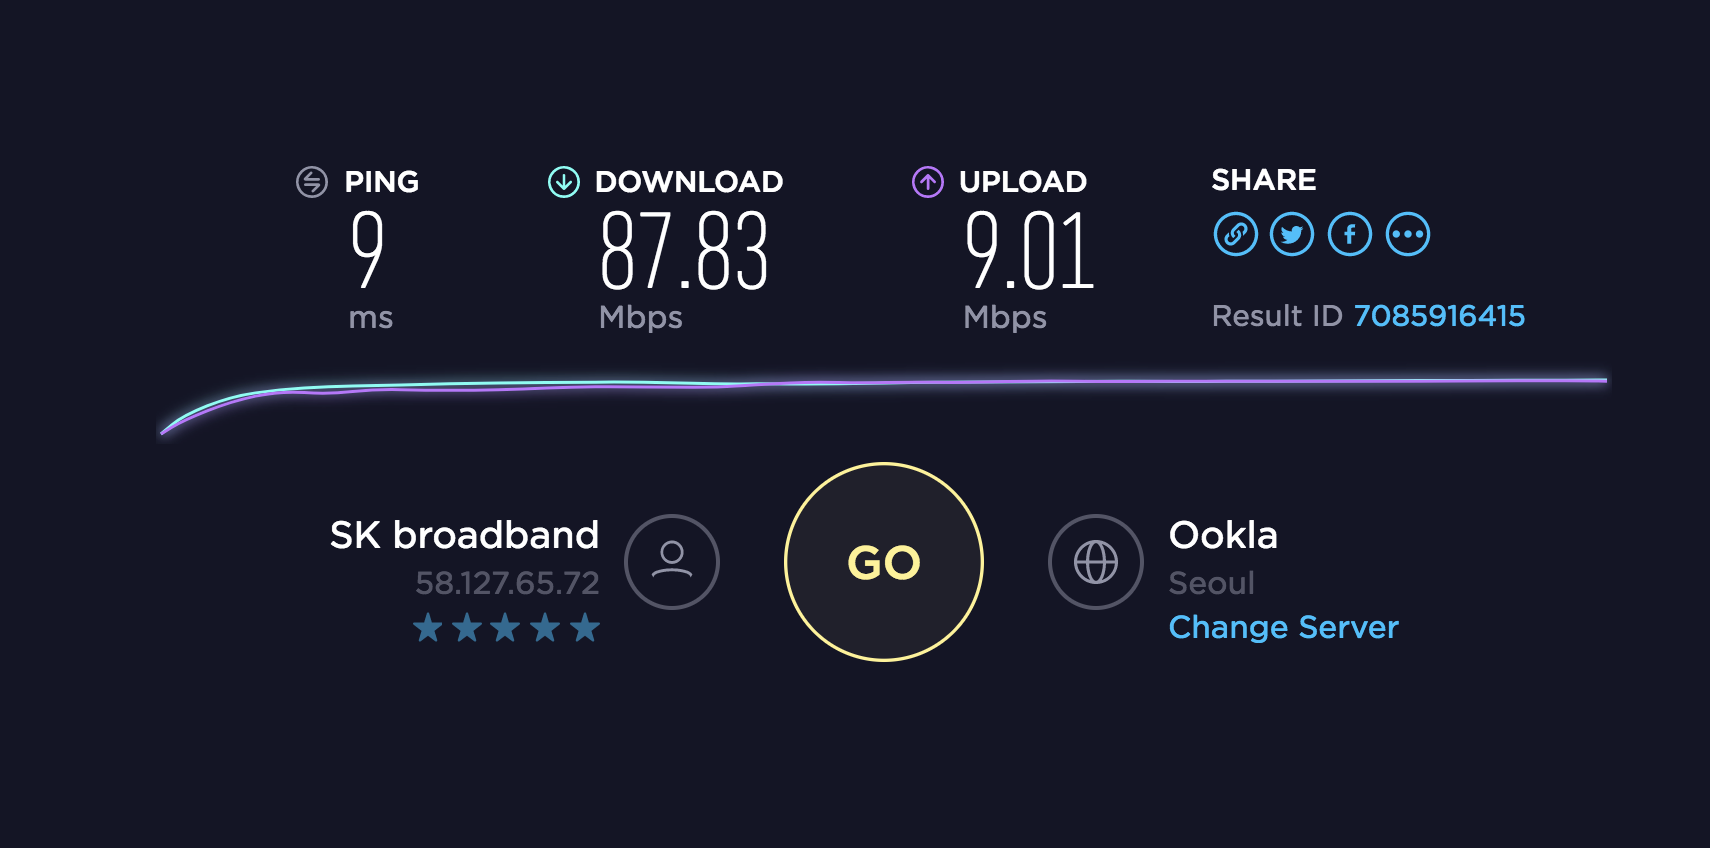 PING
9
ms
DOWNLOAD
87.83
Mbps
UPLOAD
9.01
Mbps
SHARE
Result ID 7085916415
SK broadband
58.127.65.72
GO
Ookla
Seoul
Change Server